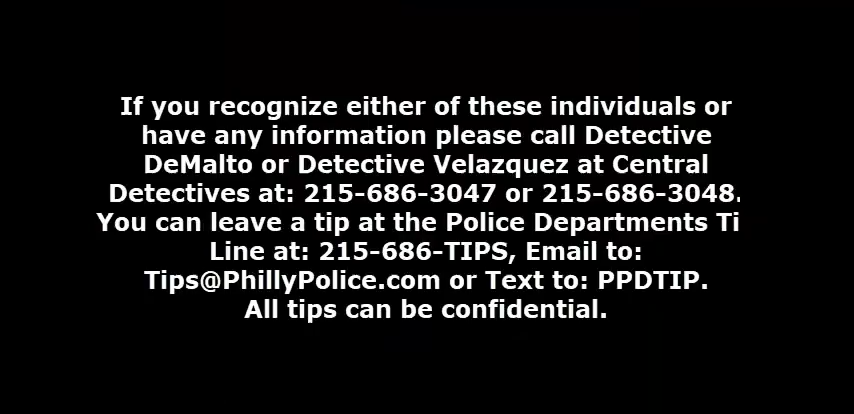 If you recognize either of these individuals or
have any information please call Detective
DeMalto or Detective Velazquez at Central
Detectives at: 215-686-3047 or 215-686-3048.
You can leave a tip at the Police Departments Ti
Line at: 215-686-TIPS, Email to:
Tips@PhillyPolice.com or Text to: PPDTIP.
All tips can be confidential.